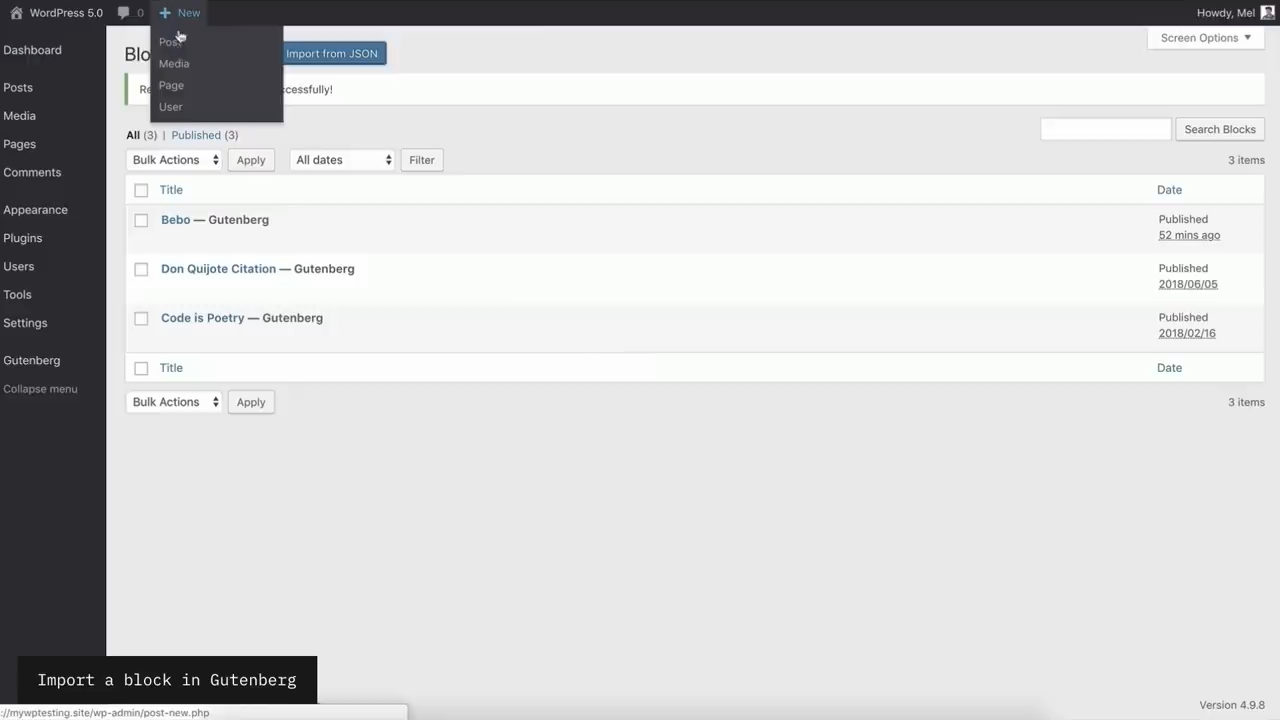 WordPress 5.0
0
+ New
Howdy, Mel
Post
Media
Page
User
Screen Options ▼
Dashboard
Posts
Media
Pages
Comments
Appearance
Plugins
Users
Tools
Settings
Gutenberg
Collapse menu
Blo
Import from JSON
Re
ccessfully!
All (3) | Published (3)
Search Blocks
Bulk Actions
Apply
All dates
Filter
3 items
Title
Date
Bebo — Gutenberg
Published
52 mins ago
Don Quijote Citation — Gutenberg
Published
2018/06/05
Code is Poetry — Gutenberg
Published
2018/02/16
Title
Date
Bulk Actions
Apply
3 items
Import a block in Gutenberg
://mywptesting.site/wp-admin/post-new.php
Version 4.9.8